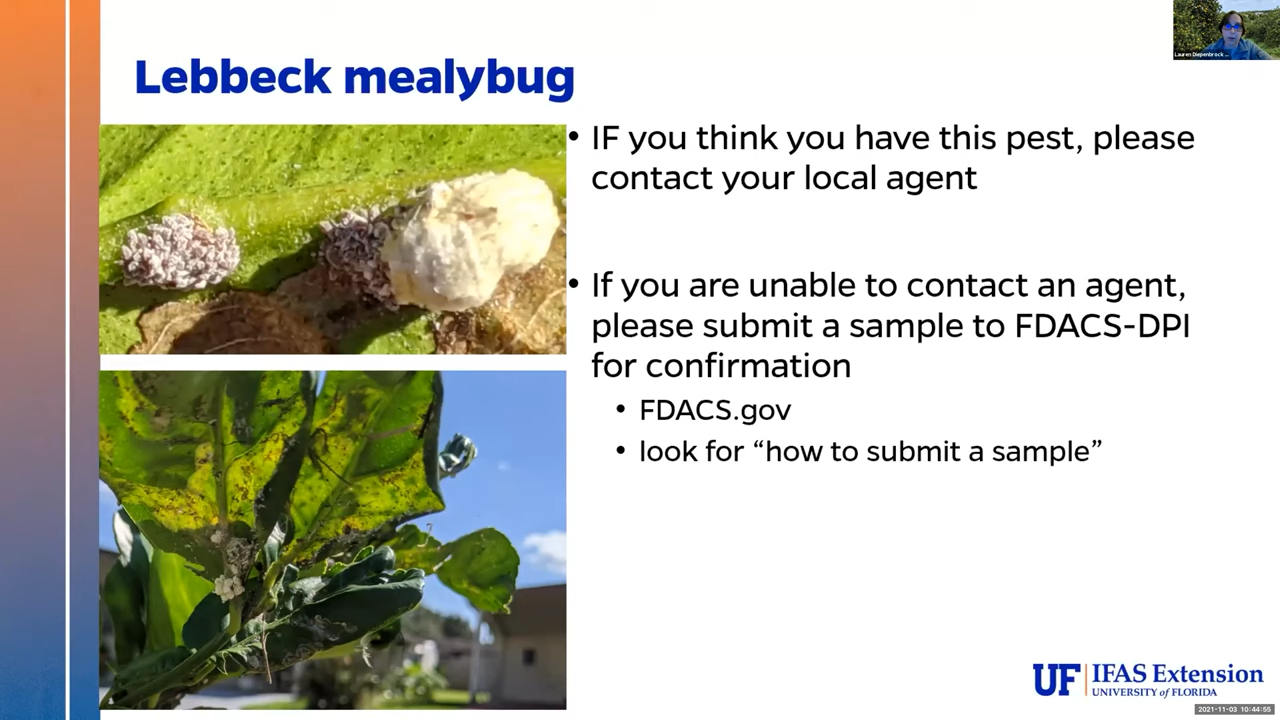 Lauren Diepenbrock ...
Lebbeck mealybug
• IF you think you have this pest, please
contact your local agent
• If you are unable to contact an agent,
please submit a sample to FDACS-DPI
for confirmation
• FDACS.gov
• look for “how to submit a sample”
UF IFAS Extension
UNIVERSITY of FLORIDA
2021-11-03 10:44:55